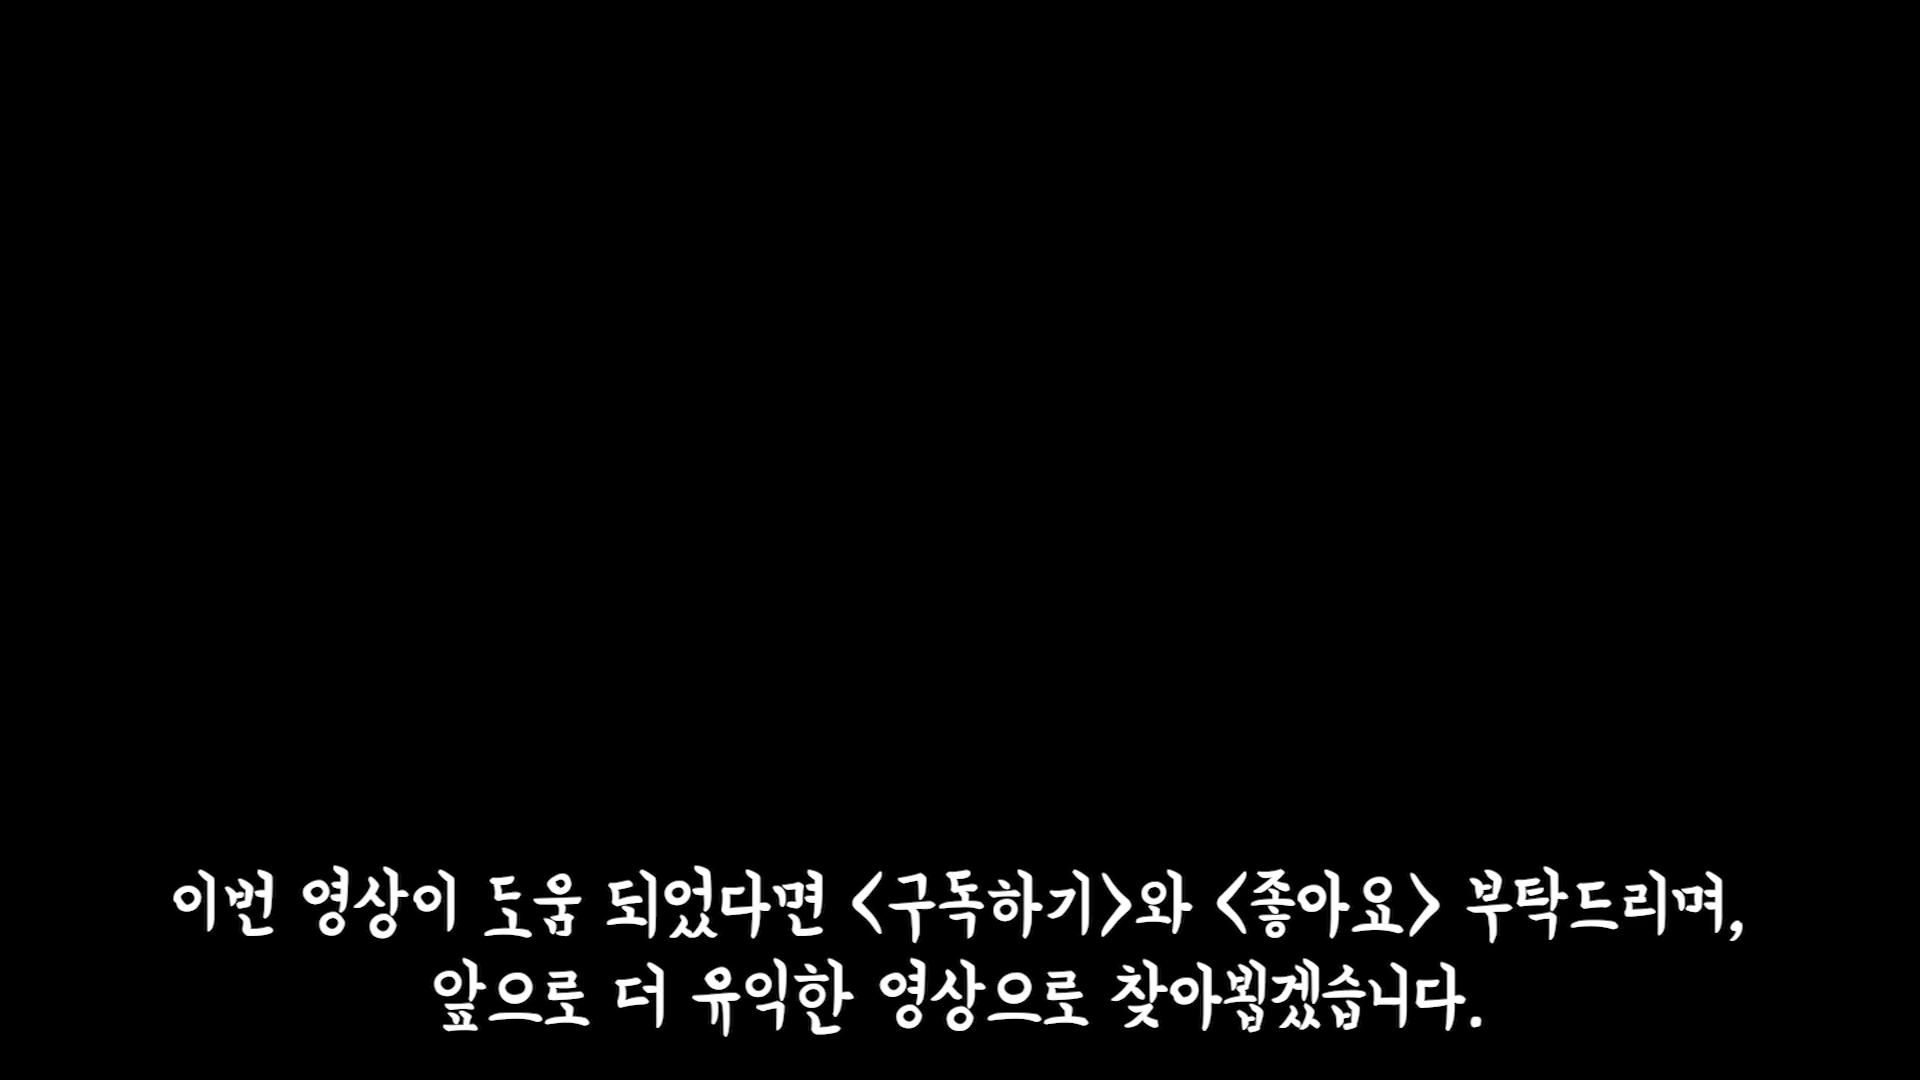 이번 영상이 도움 되었다면 <구독하기>와 <좋아요> 부탁드리며,
앞으로 더 유익한 영상으로 찾아뵙겠습니다.